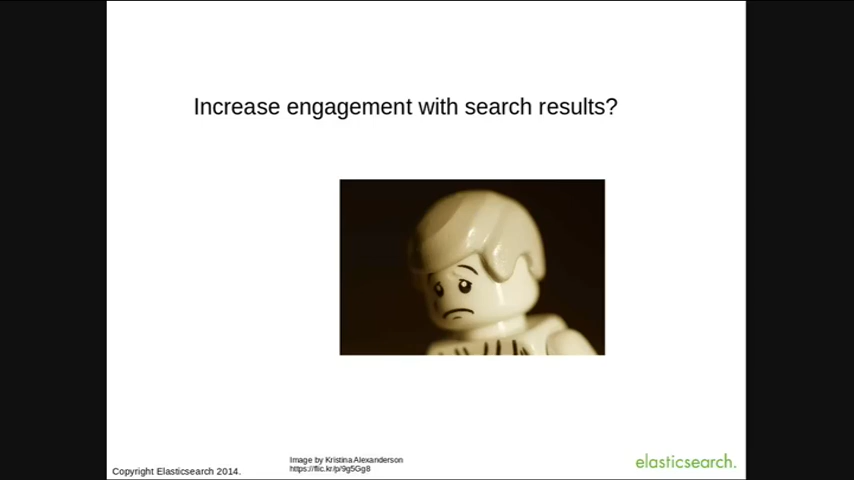 Increase engagement with search results?
Image by Kristina Alexanderson
https://flic.kr/p/9g5Gg8
Copyright Elasticsearch 2014.
elasticsearch.